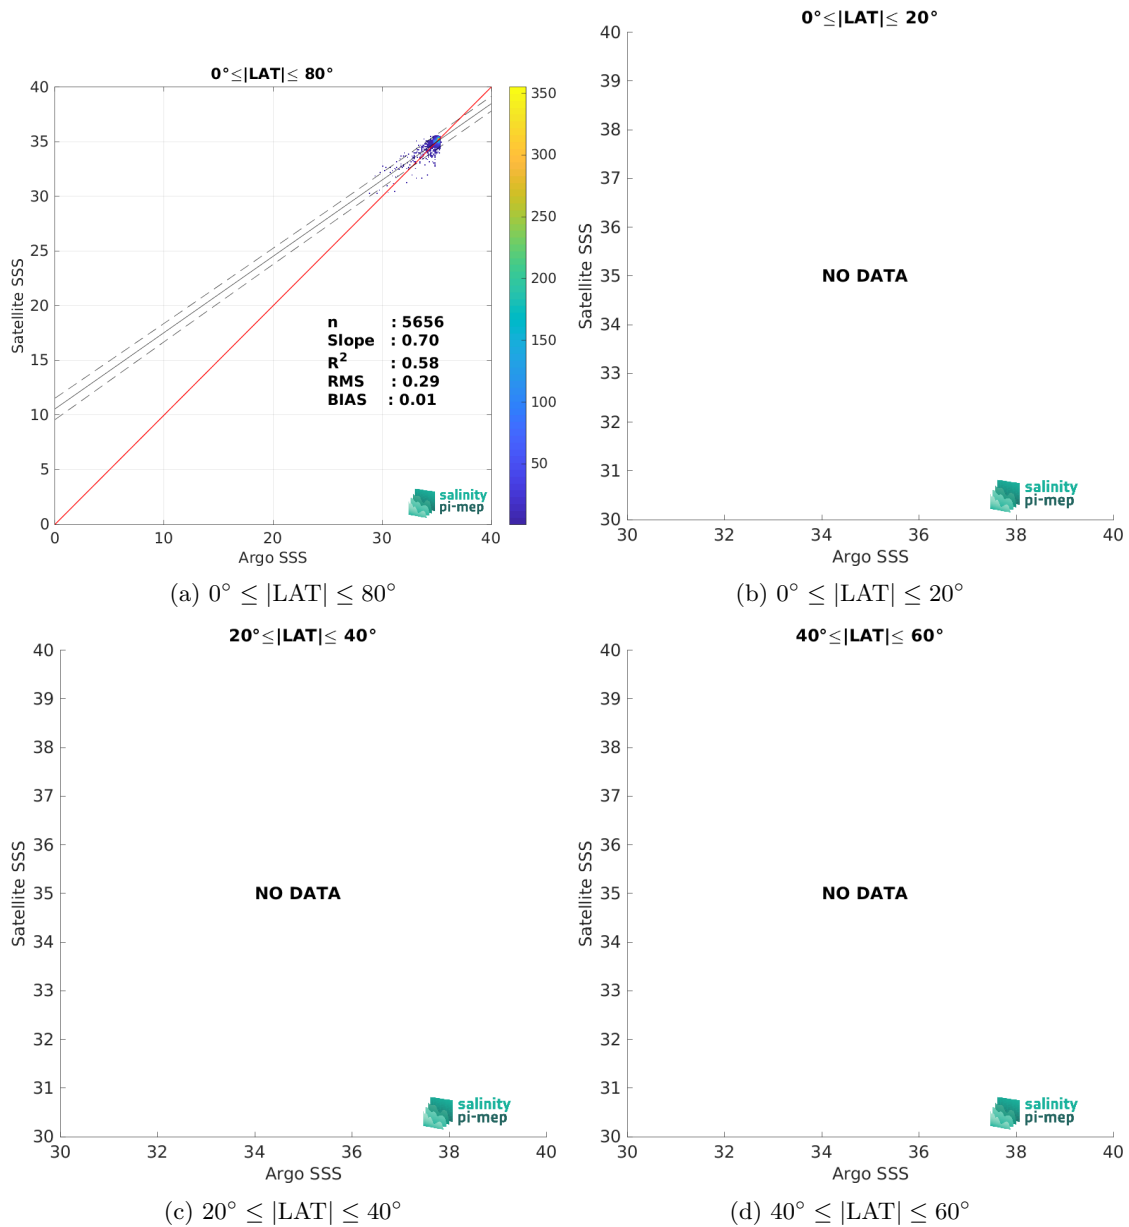 0°≤|LAT|≤ 80°
40
35
30
25
20
15
10
5
0
Satellite SSS
0
10
20
30
40
Argo SSS
350
300
250
200
150
100
50
n : 5656
Slope : 0.70
R² : 0.58
RMS : 0.29
BIAS : 0.01
salinity
pi-mep
(a) 0° ≤ |LAT| ≤ 80°
0°≤|LAT|≤ 20°
40
39
38
37
36
35
34
33
32
31
30
Satellite SSS
NO DATA
salinity
pi-mep
30
32
34
36
38
40
Argo SSS
(b) 0° ≤ |LAT| ≤ 20°
20°≤|LAT|≤ 40°
40
39
38
37
36
35
34
33
32
31
30
Satellite SSS
NO DATA
salinity
pi-mep
30
32
34
36
38
40
Argo SSS
(c) 20° ≤ |LAT| ≤ 40°
40°≤|LAT|≤ 60°
40
39
38
37
36
35
34
33
32
31
30
Satellite SSS
NO DATA
salinity
pi-mep
30
32
34
36
38
40
Argo SSS
(d) 40° ≤ |LAT| ≤ 60°